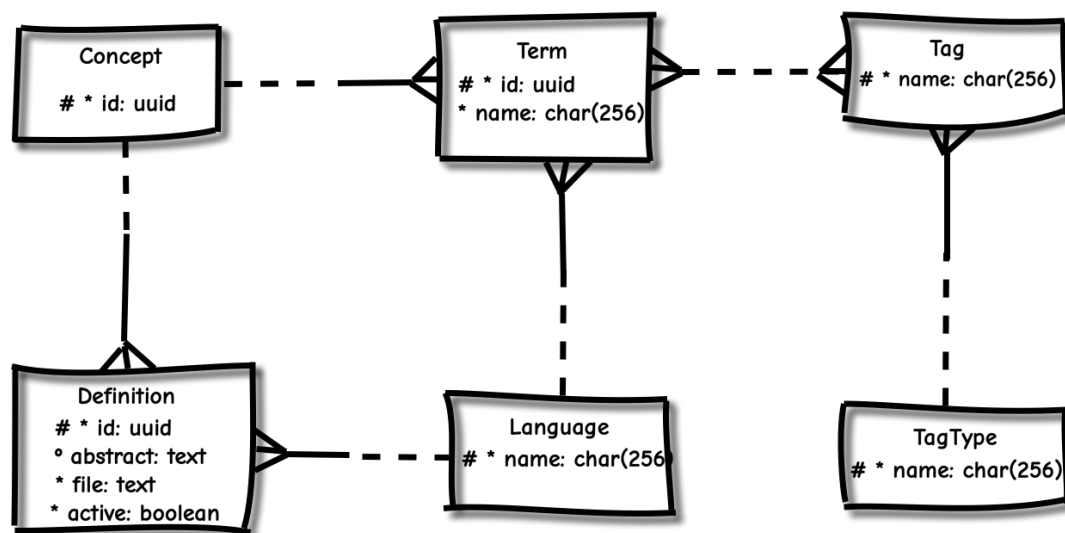 Concept
# * id: uuid
Term
# * id: uuid
* name: char(256)
Tag
# * name: char(256)
Definition
# * id: uuid
º abstract: text
* file: text
* active: boolean
Language
# * name: char(256)
TagType
# * name: char(256)